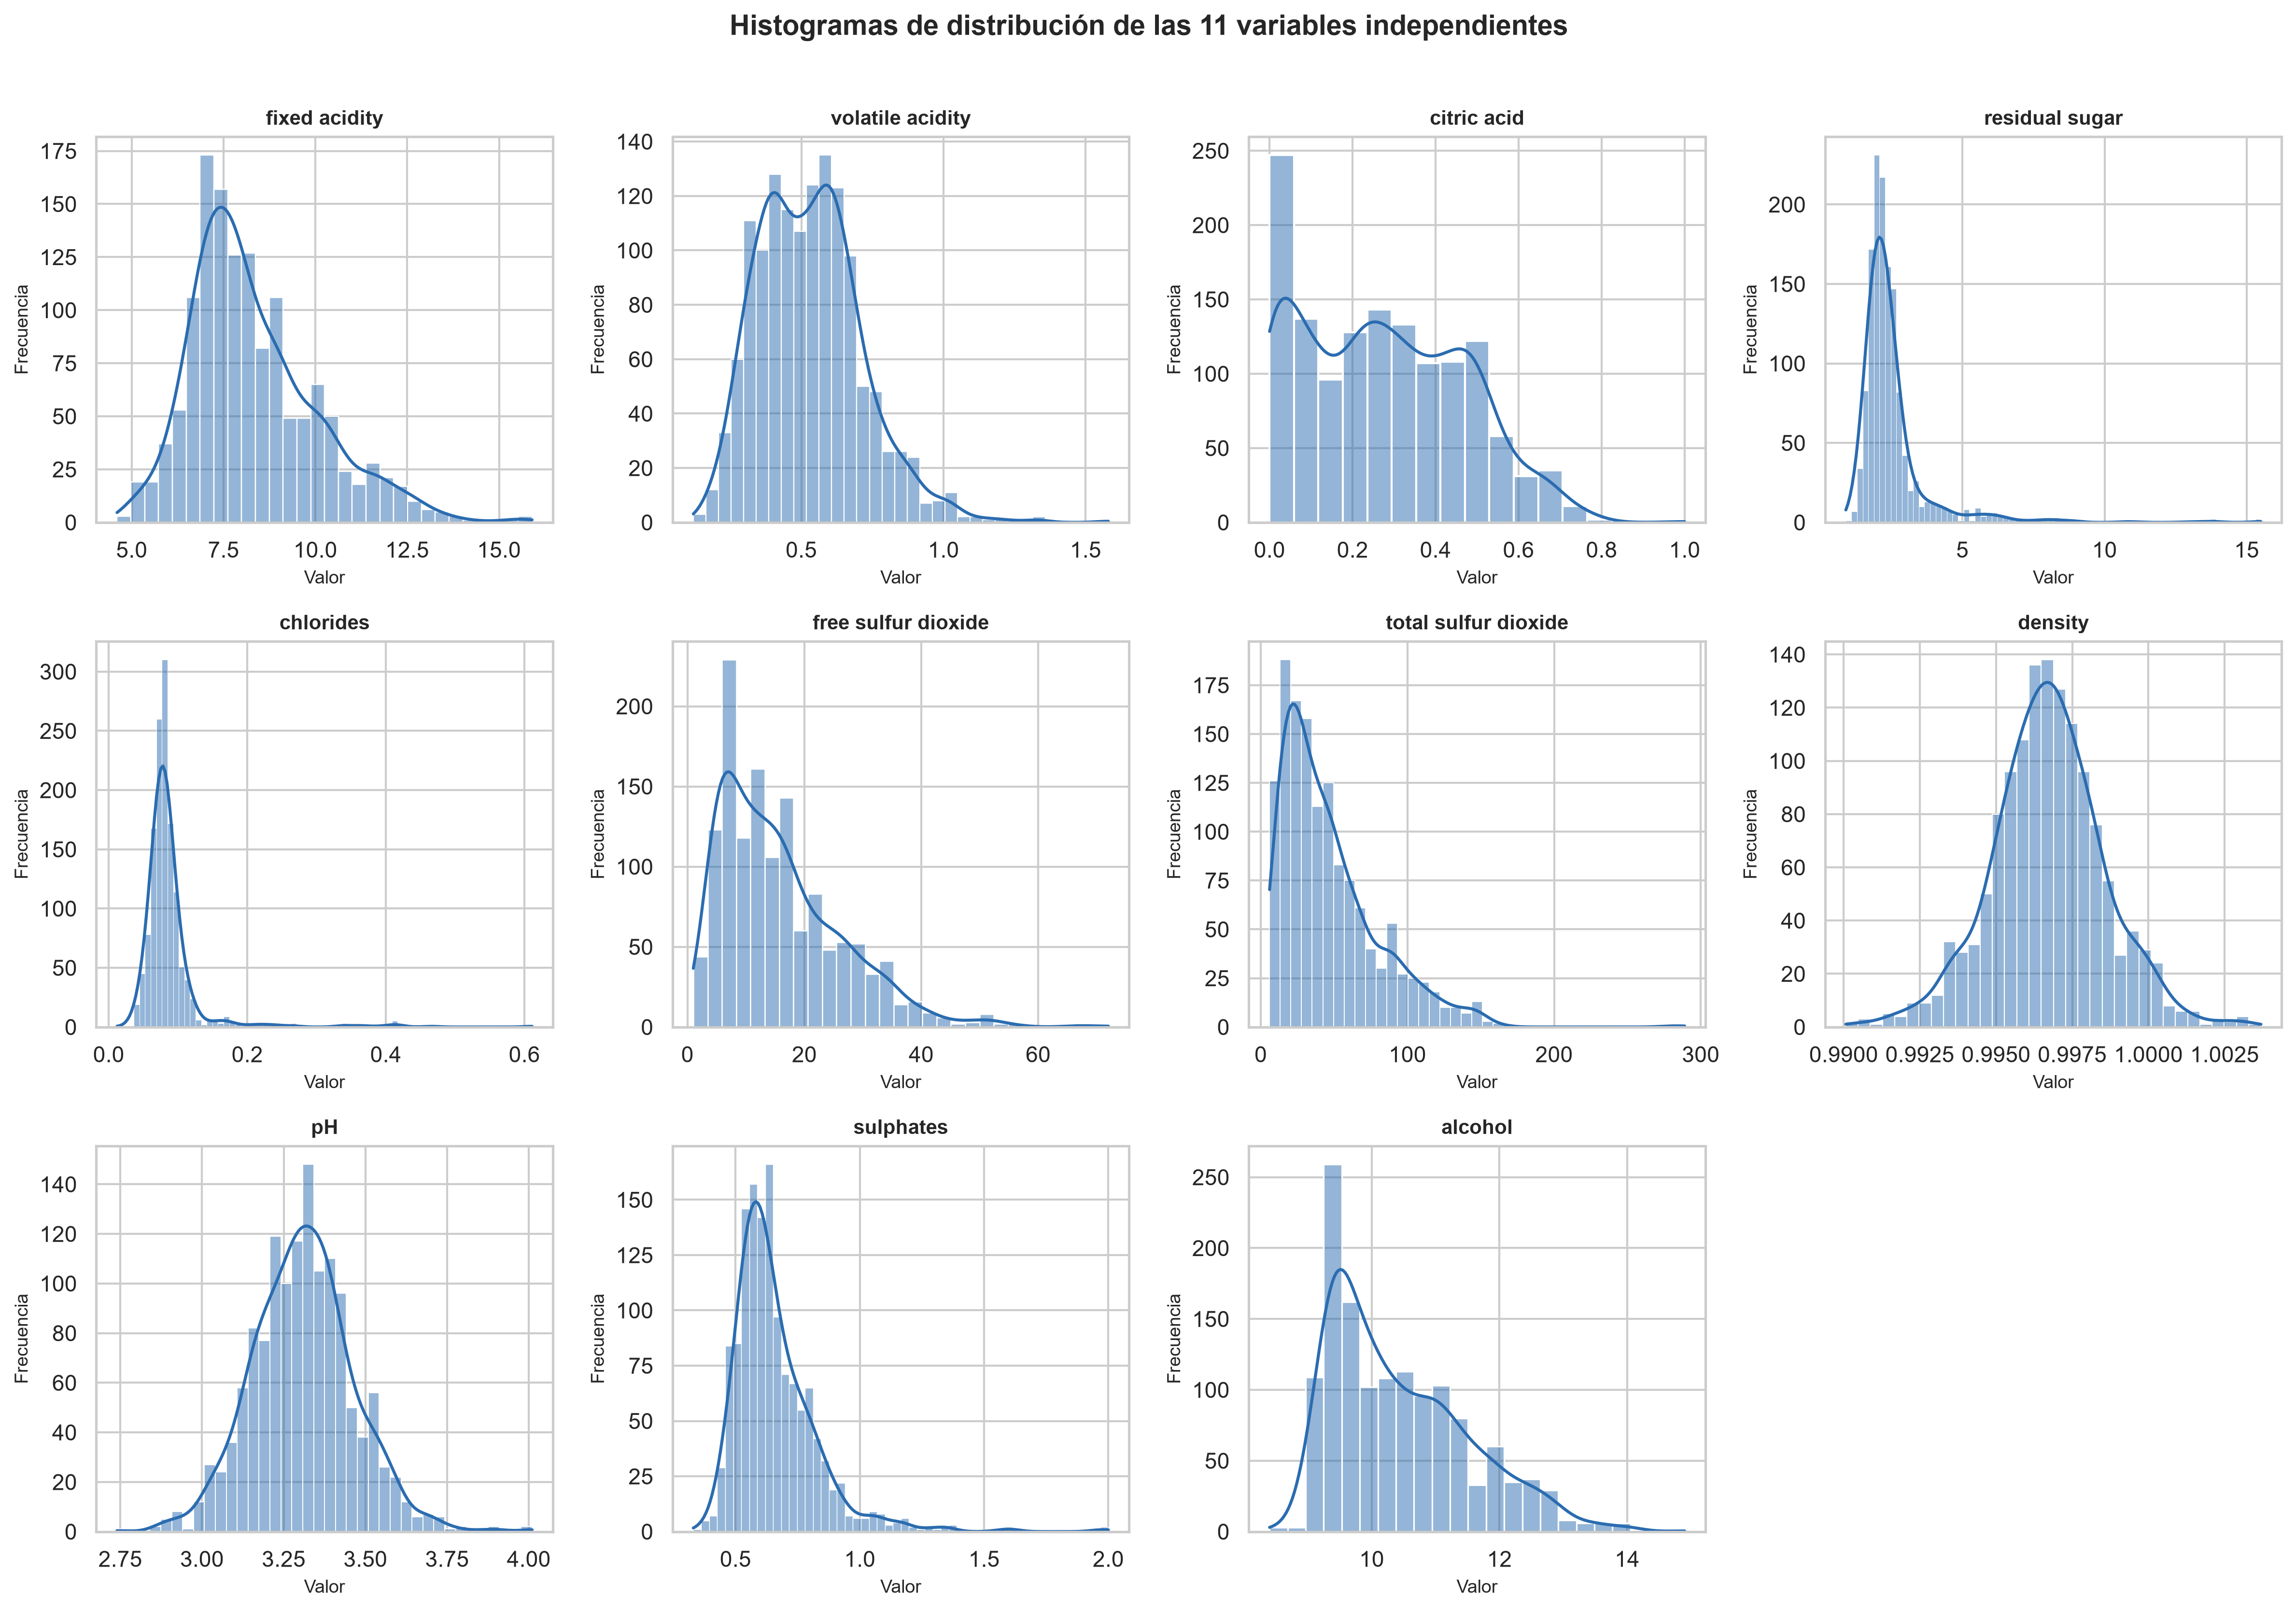 Histogramas de distribución de las 11 variables independientes
fixed acidity
175
150
125
100
75
50
25
0
Frecuencia
5.0 7.5 10.0 12.5 15.0
Valor
volatile acidity
140
120
100
80
60
40
20
0
Frecuencia
0.5 1.0 1.5
Valor
citric acid
250
200
150
100
50
0
Frecuencia
0.0 0.2 0.4 0.6 0.8 1.0
Valor
residual sugar
200
150
100
50
0
Frecuencia
5 10 15
Valor
chlorides
300
250
200
150
100
50
0
Frecuencia
0.0 0.2 0.4 0.6
Valor
free sulfur dioxide
200
150
100
50
0
Frecuencia
0 20 40 60
Valor
total sulfur dioxide
175
150
125
100
75
50
25
0
Frecuencia
0 100 200 300
Valor
density
140
120
100
80
60
40
20
0
Frecuencia
0.9900 0.9925 0.9950 0.9975 1.0000 1.0025
Valor
pH
140
120
100
80
60
40
20
0
Frecuencia
2.75 3.00 3.25 3.50 3.75 4.00
Valor
sulphates
150
125
100
75
50
25
0
Frecuencia
0.5 1.0 1.5 2.0
Valor
alcohol
250
200
150
100
50
0
Frecuencia
10 12 14
Valor